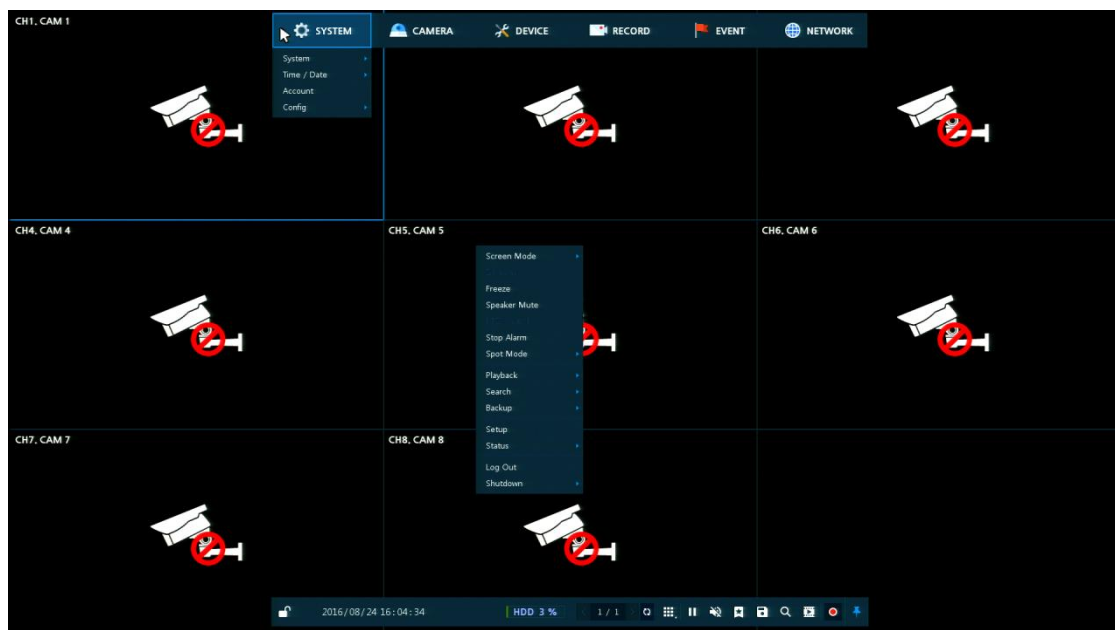 CH1, CAM 1
SYSTEM
CAMERA
DEVICE
RECORD
EVENT
NETWORK
System
Time / Date
Account
Config
CH4, CAM 4
CH5, CAM 5
CH6, CAM 6
Screen Mode
Freeze
Speaker Mute
Stop Alarm
Spot Mode
Playback
Search
Backup
Setup
Status
Log Out
Shutdown
CH7, CAM 7
CH8, CAM 8
2016/08/24 16:04:34
HDD 3 %
1 / 1